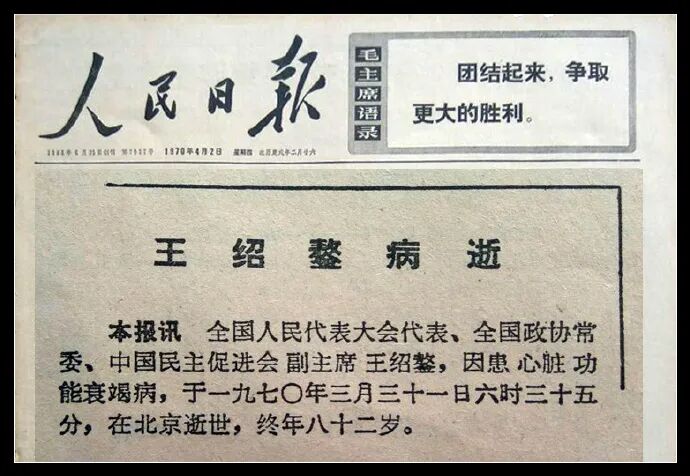 人民日报
毛主席语录
团结起来，争取
更大的胜利。
1970年4月2日 星期四
王绍鏊病逝
本报讯 全国人民代表大会代表、全国政协常
委、中国民主促进会副主席王绍鏊，因患心脏功
能衰竭病，于一九七〇年三月三十一日六时三十五
分，在北京逝世，终年八十二岁。